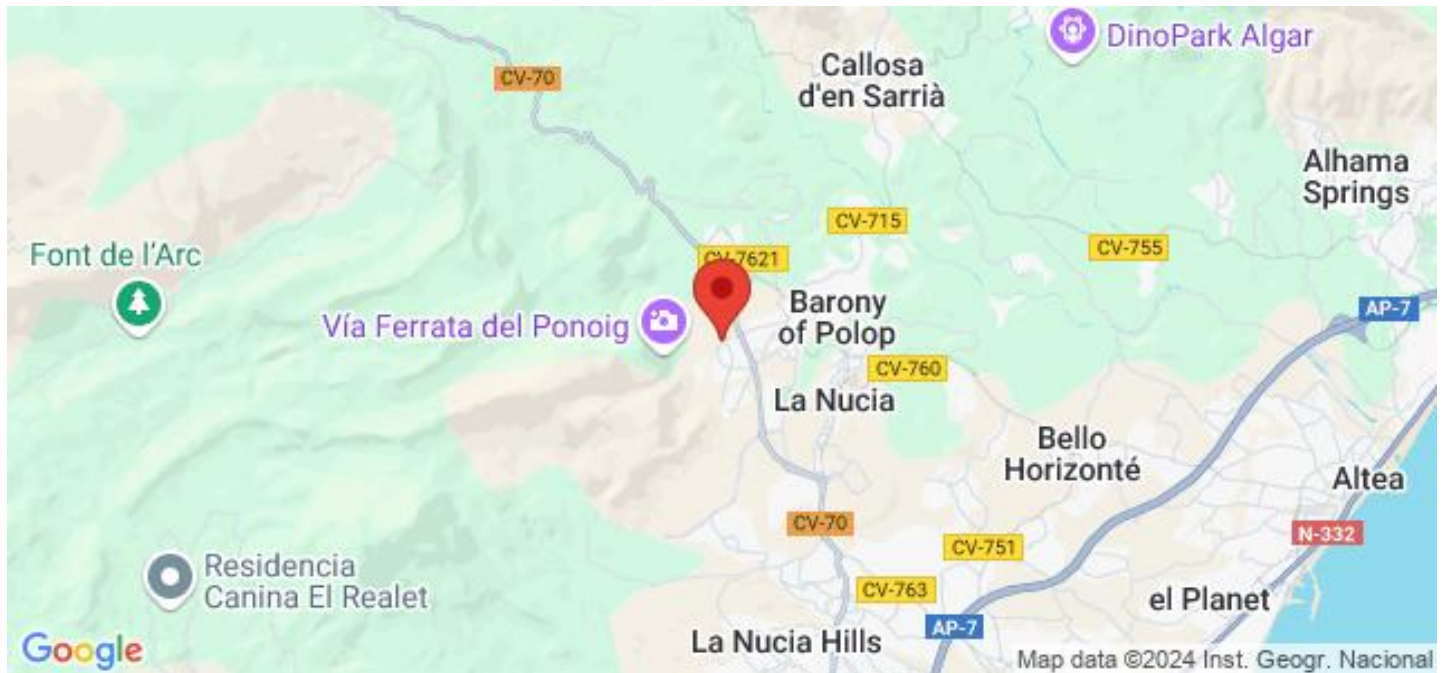 DinoPark Algar
Callosa
d'en Sarrià
CV-70
Alhama
Springs
CV-715
CV-755
Font de l'Arc
CV-7621
Vía Ferrata del Ponoig
Barony
of Polop
AP-7
CV-760
La Nucia
Bello
Horizonté
Altea
CV-70
N-332
CV-751
Residencia
Canina El Realet
CV-763
el Planet
AP-7
La Nucia Hills
Google
Map data ©2024 Inst. Geogr. Nacional